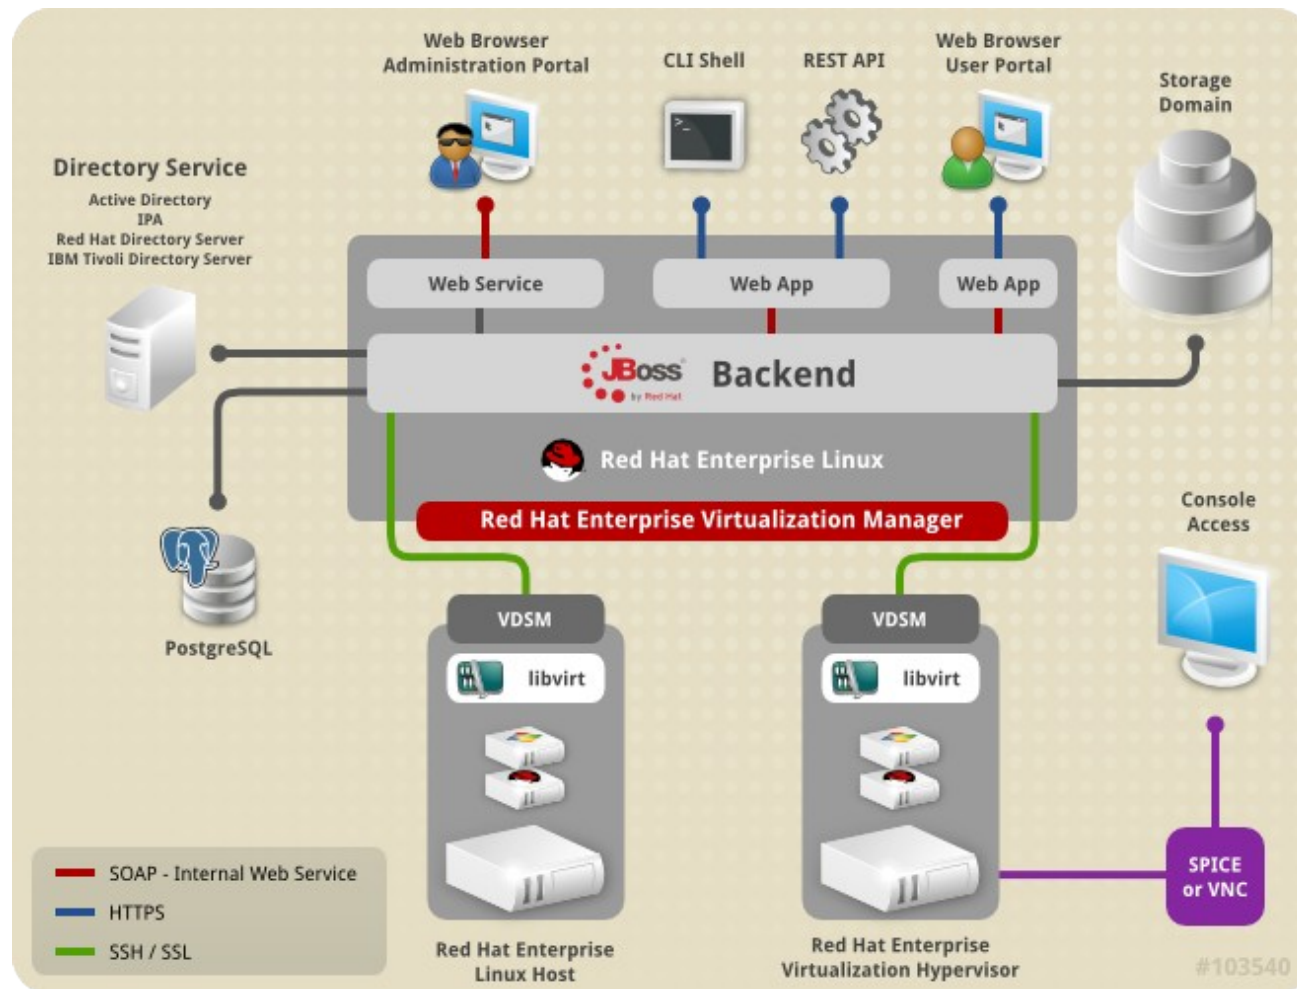 Web Browser
Administration Portal
CLI Shell
REST API
Web Browser
User Portal
Storage
Domain
Directory Service
Active Directory
IPA
Red Hat Directory Server
IBM Tivoli Directory Server
Web Service
Web App
Web App
JBoss
by Red Hat
Backend
Red Hat Enterprise Linux
Red Hat Enterprise Virtualization Manager
Console
Access
PostgreSQL
VDSM
libvirt
VDSM
libvirt
SPICE
or VNC
SOAP - Internal Web Service
HTTPS
SSH / SSL
Red Hat Enterprise
Linux Host
Red Hat Enterprise
Virtualization Hypervisor
#103540